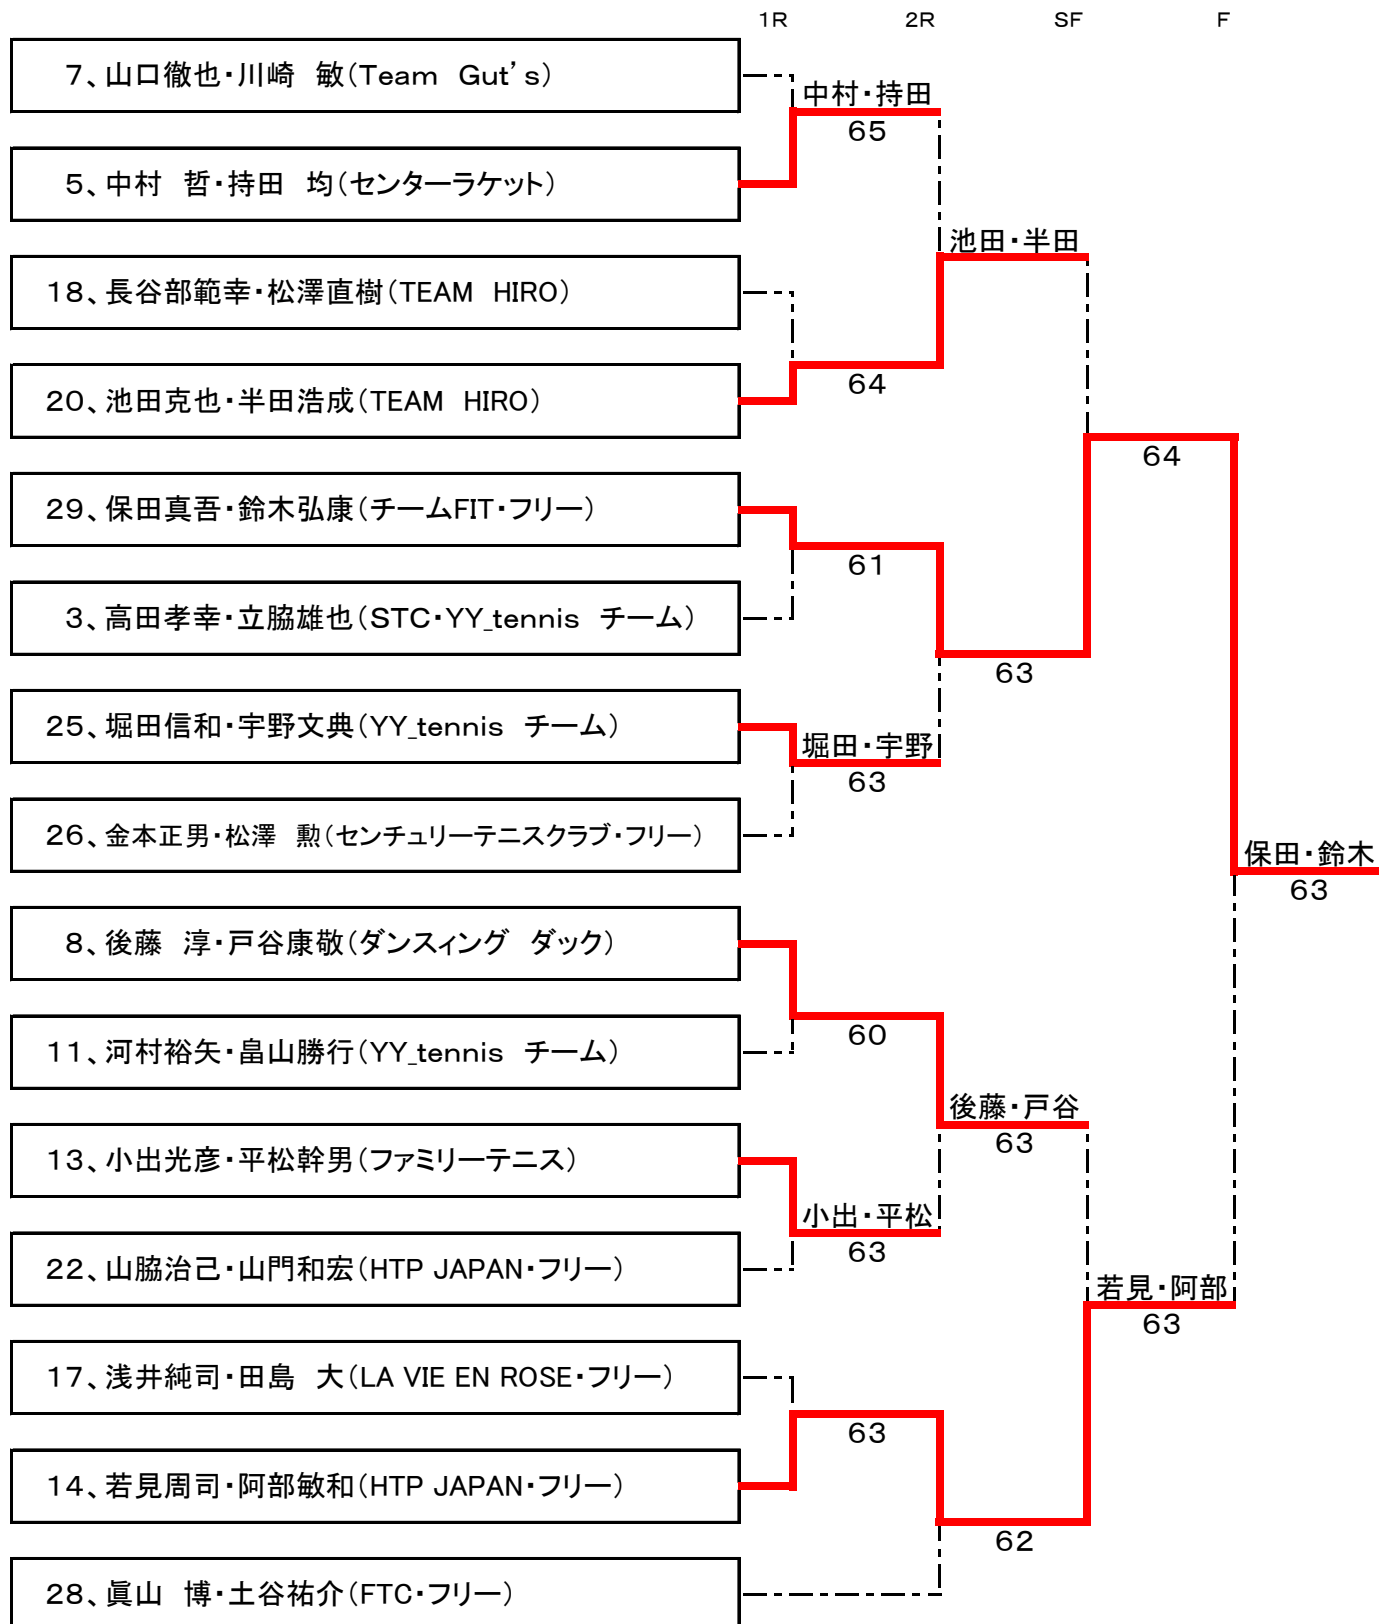 1R 2R SF F
7、山口徹也・川崎 敏(Team Gut's)
中村・持田
65
5、中村 哲・持田 均(センターラケット)
池田・半田
18、長谷部範幸・松澤直樹(TEAM HIRO)
64
20、池田克也・半田浩成(TEAM HIRO)
64
29、保田真吾・鈴木弘康(チームFIT・フリー)
61
3、高田孝幸・立脇雄也(STC・YY_tennis チーム)
63
25、堀田信和・宇野文典(YY_tennis チーム)
堀田・宇野
63
26、金本正男・松澤 勲(センチュリーテニスクラブ・フリー)
保田・鈴木
63
8、後藤 淳・戸谷康敬(ダンスィング ダック)
60
11、河村裕矢・畠山勝行(YY_tennis チーム)
後藤・戸谷
63
13、小出光彦・平松幹男(ファミリーテニス)
小出・平松
63
22、山脇治己・山門和宏(HTP JAPAN・フリー)
若見・阿部
63
17、浅井純司・田島 大(LA VIE EN ROSE・フリー)
63
14、若見周司・阿部敏和(HTP JAPAN・フリー)
62
28、眞山 博・土谷祐介(FTC・フリー)